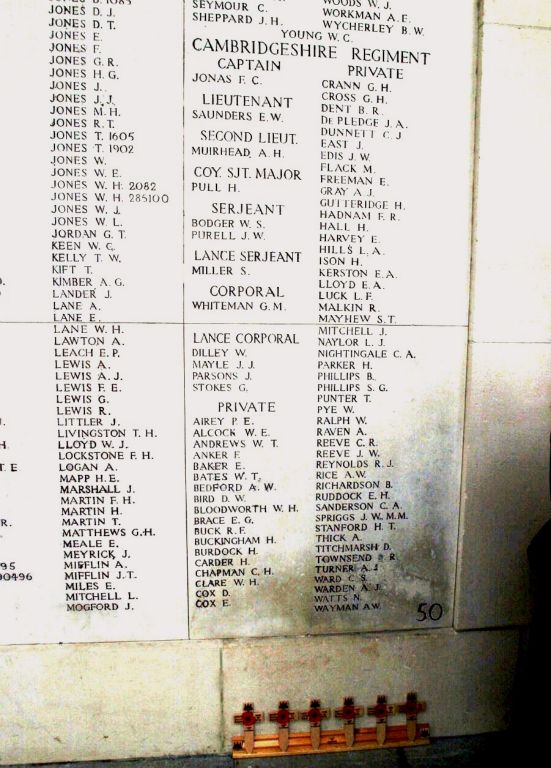 JONES D. J.
JONES D. T.
JONES E.
JONES F.
JONES G. R.
JONES H. G.
JONES J.
JONES J. J.
JONES M. H.
JONES R. T.
JONES T. 1605
JONES T. 1902
JONES W.
JONES W. E.
JONES W. H. 2082
JONES W. H. 285100
JONES W. J.
JONES W. L.
JORDAN G. T.
KEEN W. C.
KELLY T. W.
KIFT T.
KIMBER A. G.
LANDER J.
LANE A.
LANE E.
LANE W. H.
LAWTON A.
LEACH E. P.
LEWIS A.
LEWIS A. J.
LEWIS F. E.
LEWIS G.
LEWIS R.
LITTLER J.
LIVINGSTON T. H.
LLOYD W. J.
LOCKSTONE F. H.
LOGAN A.
MAPP H. E.
MARSHALL J.
MARTIN F. H.
MARTIN H.
MARTIN T.
MATTHEWS G. H.
MEALE E.
MEYRICK J.
MIFFLIN A.
MIFFLIN J. T.
MILES E.
MITCHELL L.
MOGFORD J.
SEYMOUR C.
SHEPPARD J. H.
WOODS W. J.
WORKMAN A. E.
WYCHERLEY B. W.
YOUNG W. C.
CAMBRIDGESHIRE REGIMENT
CAPTAIN
JONAS F. C.
LIEUTENANT
SAUNDERS E. W.
SECOND LIEUT.
MUIRHEAD A. H.
COY. SJT. MAJOR
PULL H.
SERJEANT
BODGER W. S.
PURELL J. W.
LANCE SERJEANT
MILLER S.
CORPORAL
WHITEMAN G. M.
LANCE CORPORAL
DILLEY W.
MAYLE J. J.
PARSONS J.
STOKES G.
PRIVATE
AIREY P. E.
ALCOCK W. E.
ANDREWS W. T.
ANKER F.
BAKER E.
BATES W. T.
BEDFORD A. W.
BIRD D. W.
BLOODWORTH W. H.
BRACE E. G.
BUCK R. F.
BUCKINGHAM H.
BURDOCK H.
CARDER H.
CHAPMAN C. H.
CLARE W. H.
COX D.
COX E.
PRIVATE
CRANN G. H.
CROSS G. H.
DENT B. R.
DE PLEDGE J. A.
DUNNETT C. J.
EAST J.
EDIS J. W.
FLACK M.
FREEMAN E.
GRAY A. J.
GUTTERIDGE H.
HADNAM F. R.
HALL H.
HARVEY E.
HILLS L. A.
ISON H.
KERSTON E. A.
LLOYD E. A.
LUCK L. F.
MALKIN R.
MAYHEW S. T.
MITCHELL J.
NAYLOR L. J.
NIGHTINGALE C. A.
PARKER H.
PHILLIPS B.
PHILLIPS S. G.
PUNTER T.
PYE W.
RALPH W.
RAVEN A.
REEVE C. R.
REEVE J. W.
REYNOLDS R. J.
RICE A. W.
RICHARDSON B.
RUDDOCK E. H.
SANDERSON C. A.
SPRIGGS J. W., M.M.
STANFORD H. T.
THICK A.
TITCHMARSH D.
TOWNSEND R.
TURNER A. J.
WARD C. S.
WARDEN A. J.
WATTS N.
WAYMAN A. W.
50